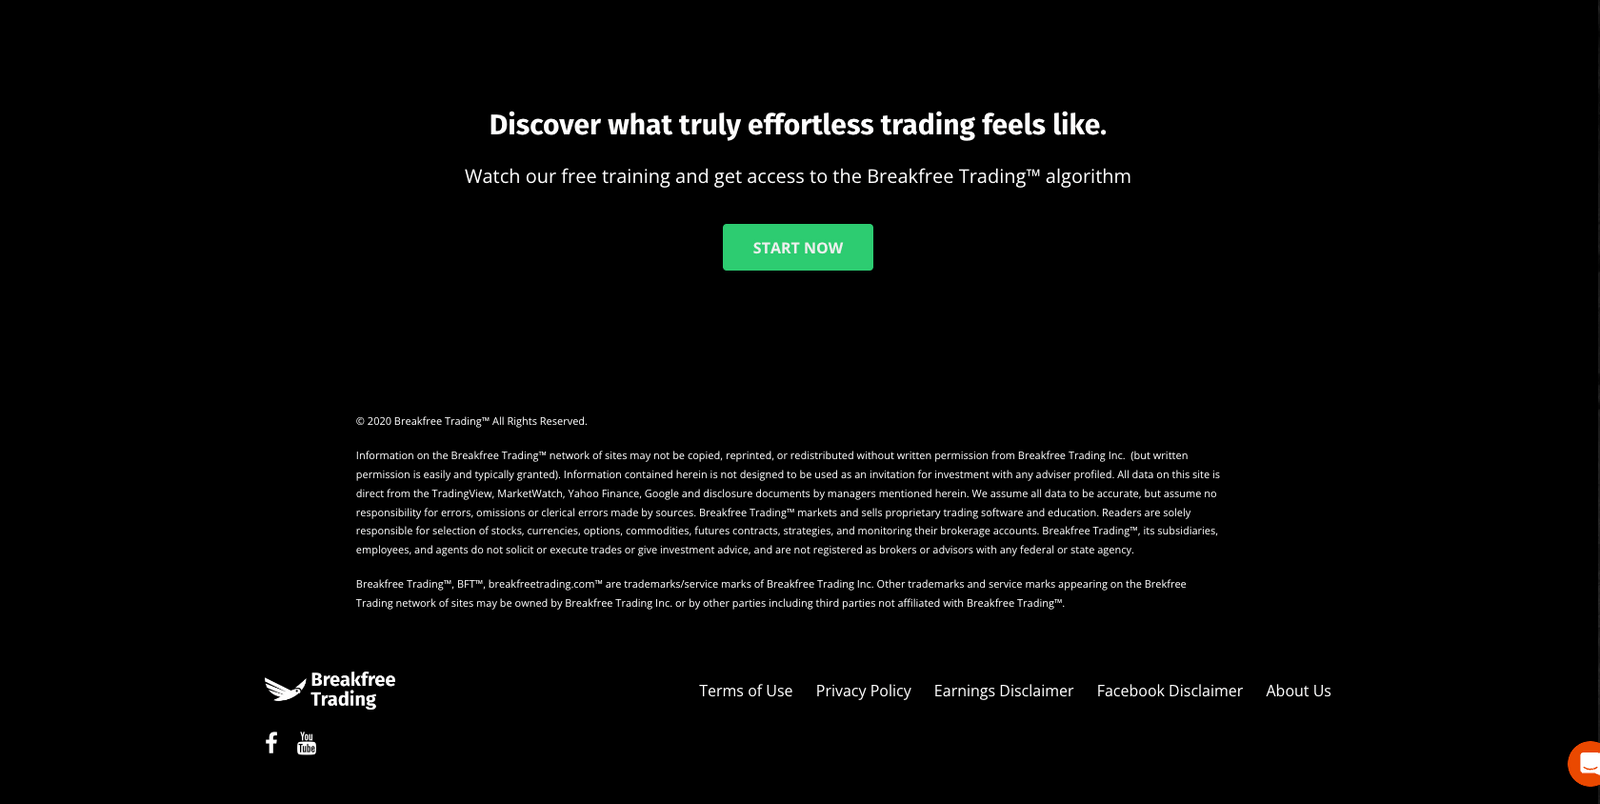 Discover what truly effortless trading feels like.
Watch our free training and get access to the Breakfree Trading™ algorithm
START NOW
© 2020 Breakfree Trading™ All Rights Reserved.
Information on the Breakfree Trading™ network of sites may not be copied, reprinted, or redistributed without written permission from Breakfree Trading Inc.  (but written
permission is easily and typically granted). Information contained herein is not designed to be used as an invitation for investment with any adviser profiled. All data on this site is
direct from the TradingView, MarketWatch, Yahoo Finance, Google and disclosure documents by managers mentioned herein. We assume all data to be accurate, but assume no
responsibility for errors, omissions or clerical errors made by sources. Breakfree Trading™ markets and sells proprietary trading software and education. Readers are solely
responsible for selection of stocks, currencies, options, commodities, futures contracts, strategies, and monitoring their brokerage accounts. Breakfree Trading™, its subsidiaries,
employees, and agents do not solicit or execute trades or give investment advice, and are not registered as brokers or advisors with any federal or state agency.
Breakfree Trading™, BFT™, breakfreetrading.com™ are trademarks/service marks of Breakfree Trading Inc. Other trademarks and service marks appearing on the Brekfree
Trading network of sites may be owned by Breakfree Trading Inc. or by other parties including third parties not affiliated with Breakfree Trading™.
Breakfree
Trading
Terms of Use Privacy Policy Earnings Disclaimer Facebook Disclaimer About Us
You
Tube